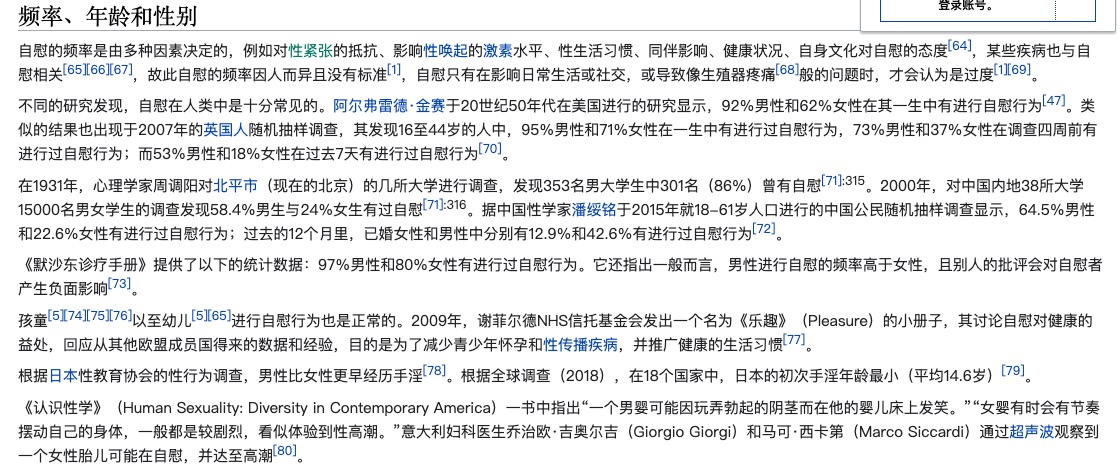 登录账号。
频率、年龄和性别
自慰的频率是由多种因素决定的，例如对性紧张的抵抗、影响性唤起的激素水平、性生活习惯、同伴影响、健康状况、自身文化对自慰的态度[64]，某些疾病也与自
慰相关[65][66][67]，故此自慰的频率因人而异且没有标准[1]，自慰只有在影响日常生活或社交，或导致像生殖器疼痛[68]般的问题时，才会认为是过度[1][69]。
不同的研究发现，自慰在人类中是十分常见的。阿尔弗雷德·金赛于20世纪50年代在美国进行的研究显示，92%男性和62%女性在其一生中有进行自慰行为[47]。类
似的结果也出现于2007年的英国人随机抽样调查，其发现16至44岁的人中，95%男性和71%女性在一生中有进行过自慰行为，73%男性和37%女性在调查四周前有
进行过自慰行为；而53%男性和18%女性在过去7天有进行过自慰行为[70]。
在1931年，心理学家周调阳对北平市（现在的北京）的几所大学进行调查，发现353名男大学生中301名（86%）曾有自慰[71]:315。2000年，对中国内地38所大学
15000名男女学生的调查发现58.4%男生与24%女生有过自慰[71]:316。据中国性学家潘绥铭于2015年就18–61岁人口进行的中国公民随机抽样调查显示，64.5%男性
和22.6%女性有进行过自慰行为；过去的12个月里，已婚女性和男性中分别有12.9%和42.6%有进行过自慰行为[72]。
《默沙东诊疗手册》提供了以下的统计数据：97%男性和80%女性有进行过自慰行为。它还指出一般而言，男性进行自慰的频率高于女性，且别人的批评会对自慰者
产生负面影响[73]。
孩童[5][74][75][76]以至幼儿[5][65]进行自慰行为也是正常的。2009年，谢菲尔德NHS信托基金会发出一个名为《乐趣》（Pleasure）的小册子，其讨论自慰对健康的
益处，回应从其他欧盟成员国得来的数据和经验，目的是为了减少青少年怀孕和性传播疾病，并推广健康的生活习惯[77]。
根据日本性教育协会的性行为调查，男性比女性更早经历手淫[78]。根据全球调查（2018），在18个国家中，日本的初次手淫年龄最小（平均14.6岁）[79]。
《认识性学》（Human Sexuality: Diversity in Contemporary America）一书中指出“一个男婴可能因玩弄勃起的阴茎而在他的婴儿床上发笑。”“女婴有时会有节奏
摆动自己的身体，一般都是较剧烈，看似体验到性高潮。”意大利妇科医生乔治欧·吉奥尔吉（Giorgio Giorgi）和马可·西卡第（Marco Siccardi）通过超声波观察到
一个女性胎儿可能在自慰，并达至高潮[80]。